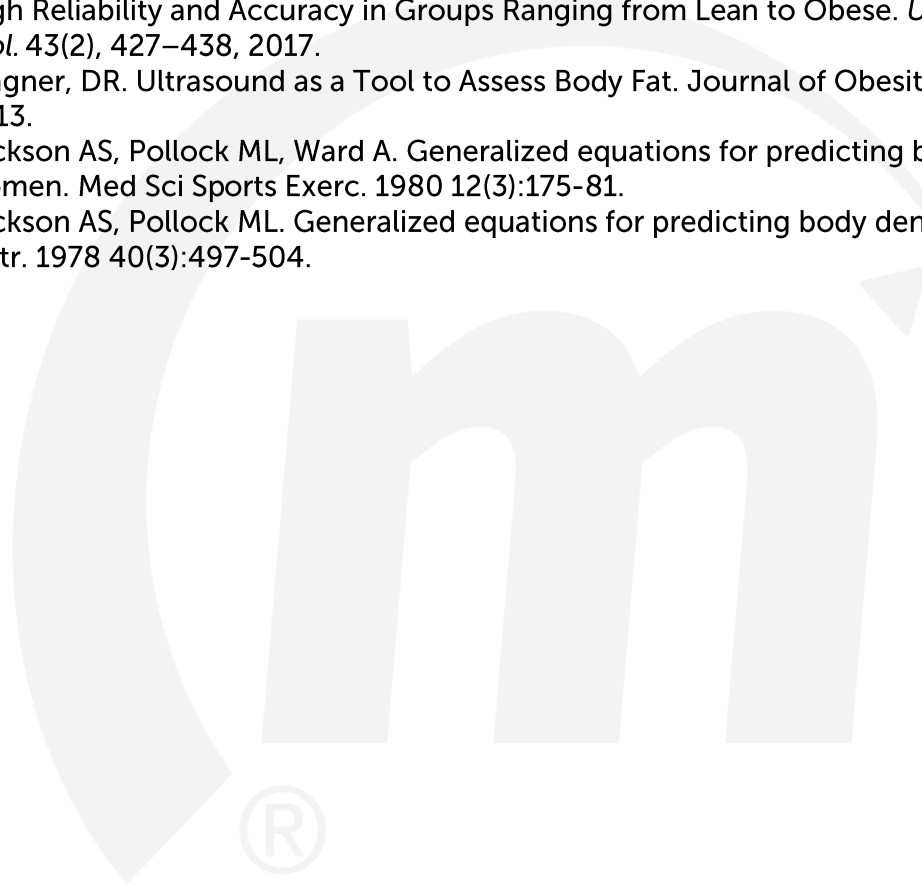 gh Reliability and Accuracy in Groups Ranging from Lean to Obese.
ol. 43(2), 427–438, 2017.
gner, DR. Ultrasound as a Tool to Assess Body Fat. Journal of Obesit
13.
ckson AS, Pollock ML, Ward A. Generalized equations for predicting b
men. Med Sci Sports Exerc. 1980 12(3):175-81.
ckson AS, Pollock ML. Generalized equations for predicting body den
tr. 1978 40(3):497-504.
m
®